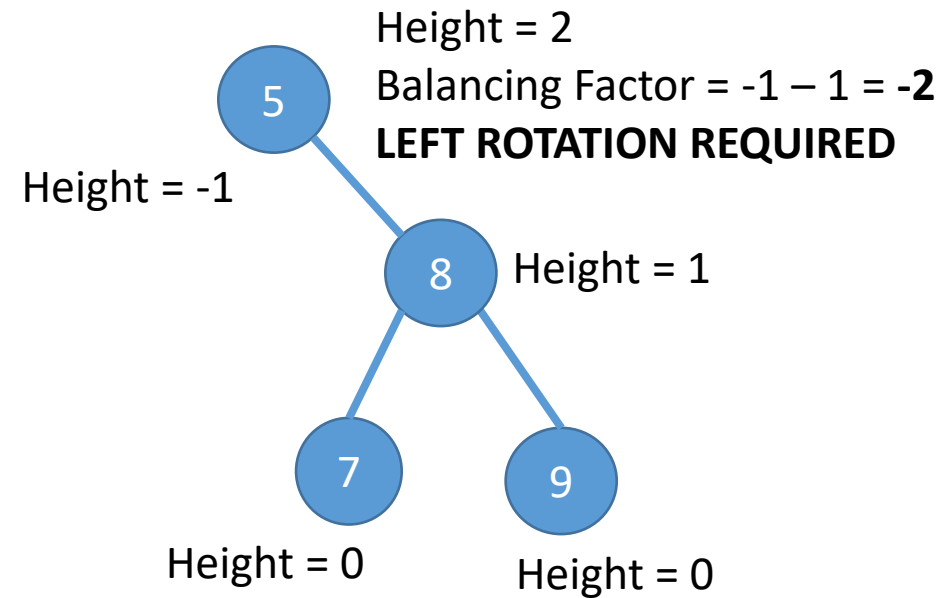 Height = 2
5
Balancing Factor = -1 – 1 = -2
LEFT ROTATION REQUIRED
Height = -1
8
Height = 1
7
9
Height = 0
Height = 0